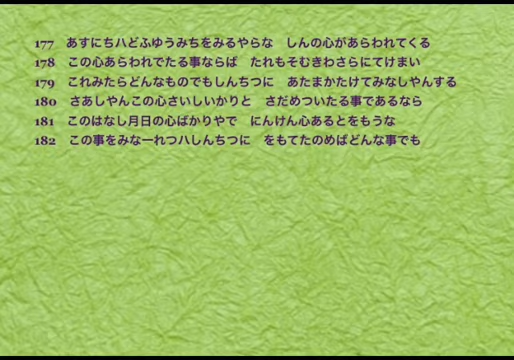 177 あすにちハどふゆうみちをみるやらな しんの心があらわれてくる
178 この心あらわれでたる事ならば たれもそむきわさらにてけまい
179 これみたらどんなものでもしんちつに あたまかたけてみなしやんする
180 さあしやんこの心さいしいかりと さだめついたる事であるなら
181 このはなし月日の心ばかりやで にんけん心あるとをもうな
182 この事をみな一れつハしんちつに をもてたのめばどんな事でも